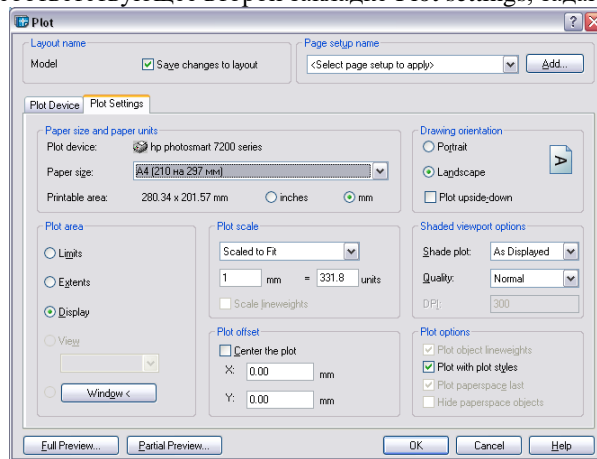 второй закладке Plot settings, зада
Plot
Layout name
Page setup name
Model
Save changes to layout
<Select page setup to apply>
Add...
Plot Device
Plot Settings
Paper size and paper units
Plot device:
hp photosmart 7200 series
Paper size:
A4 (210 на 297 мм)
Printable area:
280.34 x 201.57 mm
inches
mm
Drawing orientation
Portrait
Landscape
Plot upside-down
A
Plot area
Limits
Extents
Display
View
Window <
Plot scale
Scaled to Fit
1 mm = 331.8 units
Scale lineweights
Plot offset
Center the plot
X: 0.00 mm
Y: 0.00 mm
Shaded viewport options
Shade plot: As Displayed
Quality: Normal
DPI: 300
Plot options
Plot object lineweights
Plot with plot styles
Plot paperspace last
Hide paperspace objects
Full Preview...
Partial Preview...
OK
Cancel
Help